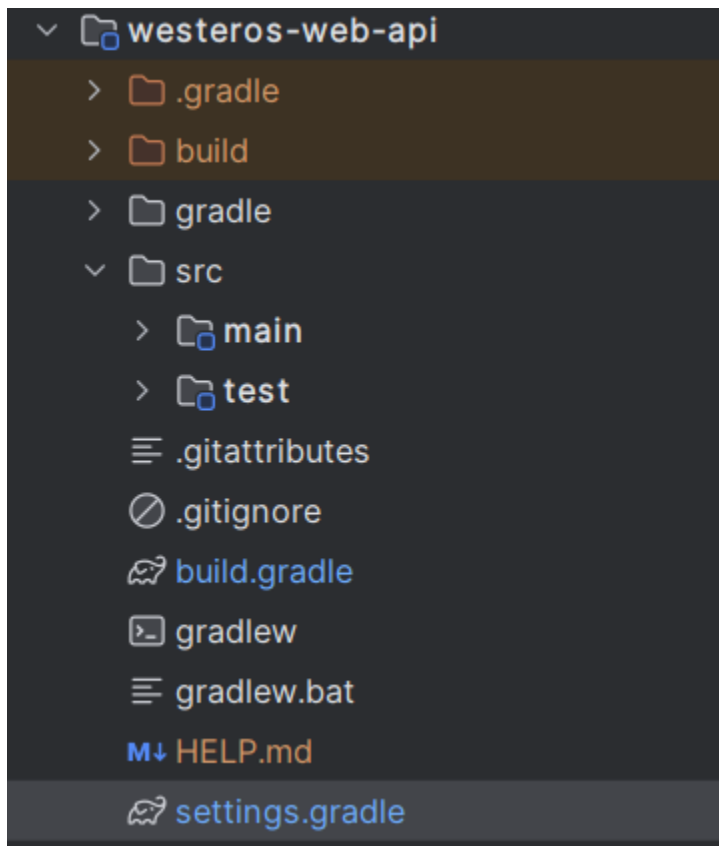 westeros-web-api
.gradle
build
gradle
src
main
test
.gitattributes
.gitignore
build.gradle
gradlew
gradlew.bat
M↓ HELP.md
settings.gradle